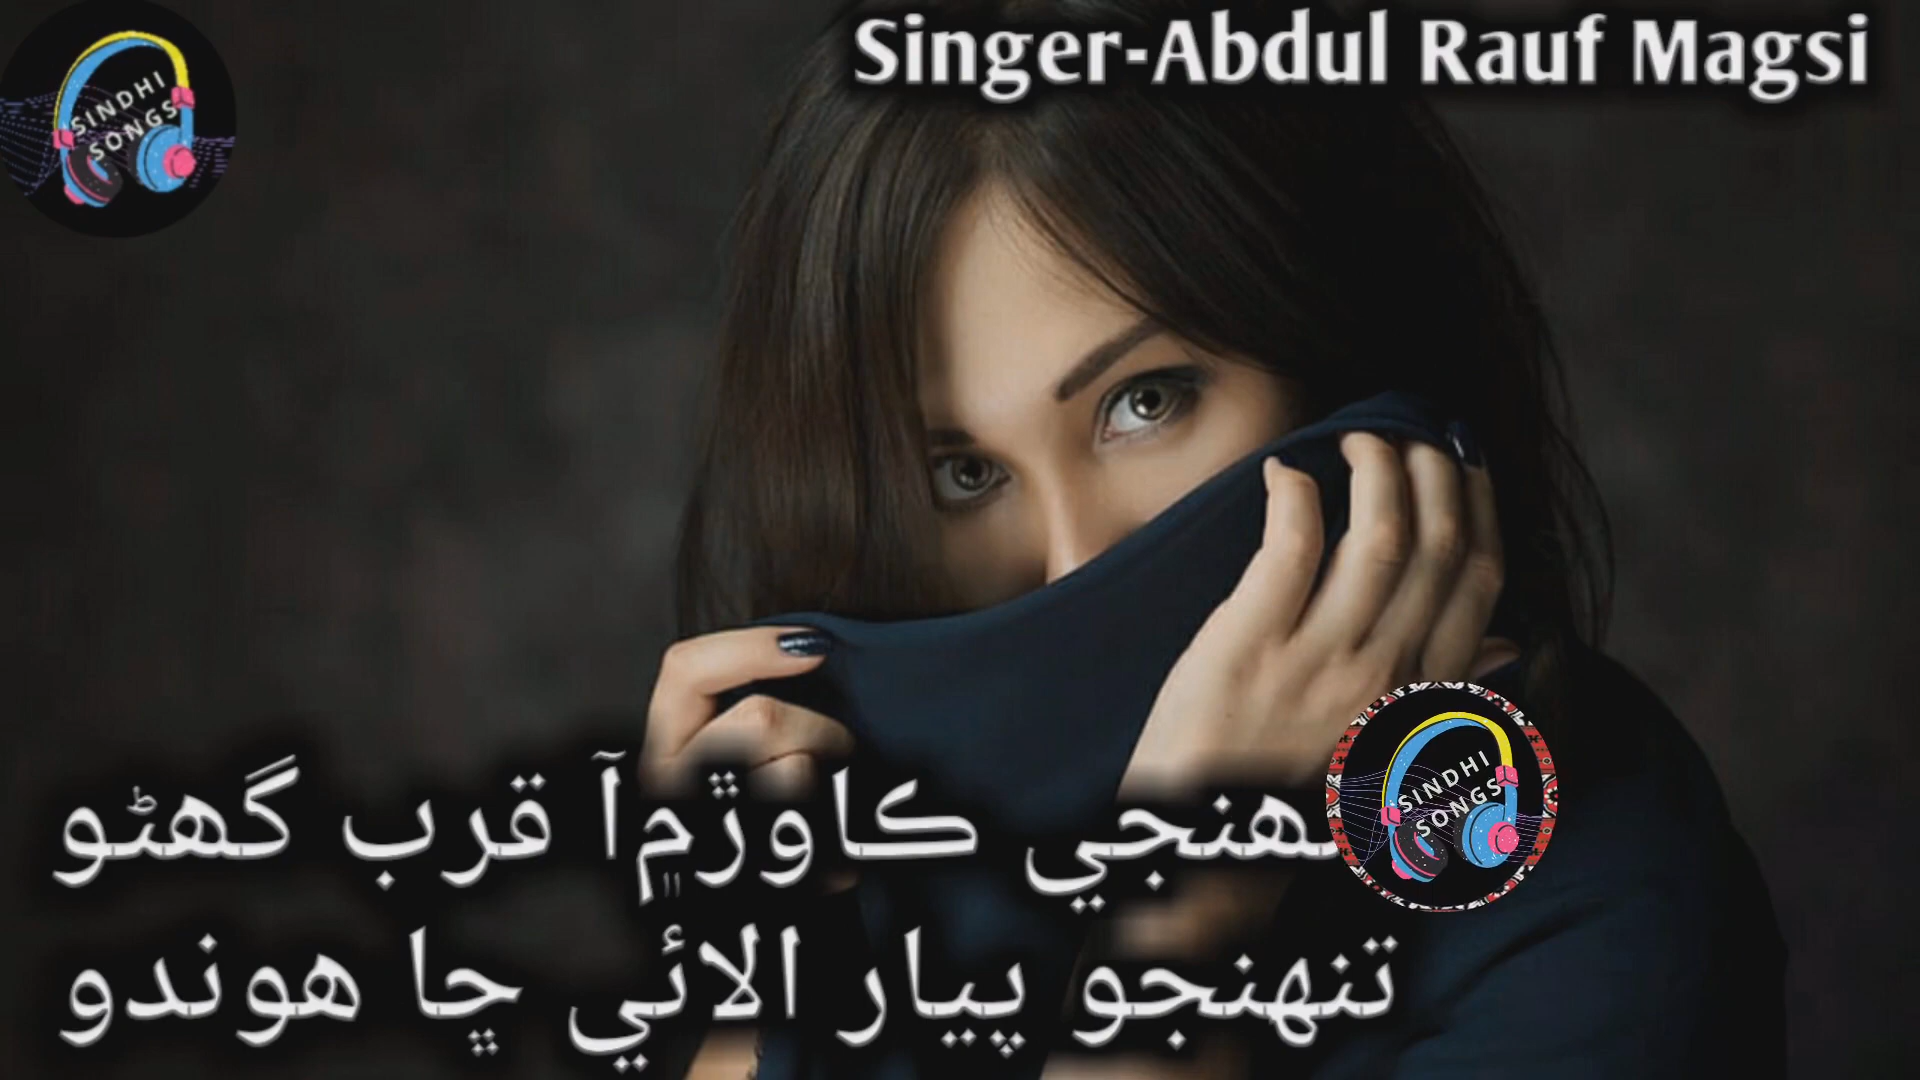 SINDHI
SONGS
Singer-Abdul Rauf Magsi
ڪاوڙ۾آ قرب گهڻو
SINDHI
SONGS
تنهنجو پيار الائي ڇا هوندو